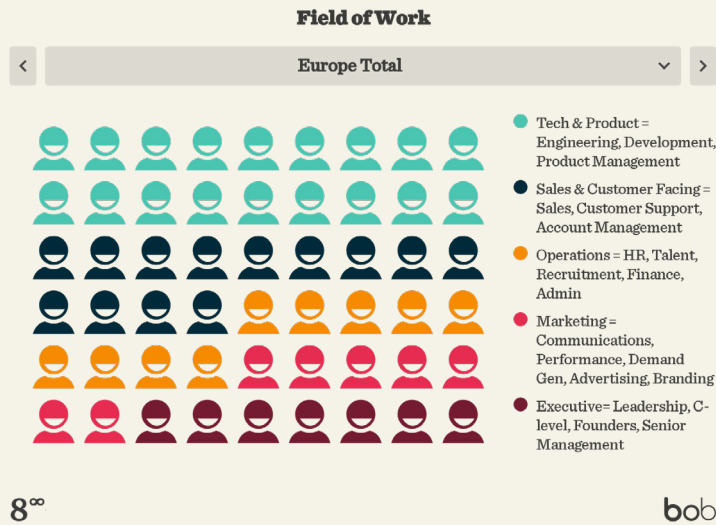 Field of Work
Europe Total
Tech & Product =
Engineering, Development,
Product Management
Sales & Customer Facing =
Sales, Customer Support,
Account Management
Operations = HR, Talent,
Recruitment, Finance,
Admin
Marketing =
Communications,
Performance, Demand
Gen, Advertising, Branding
Executive= Leadership, C-
level, Founders, Senior
Management
8∞
bob